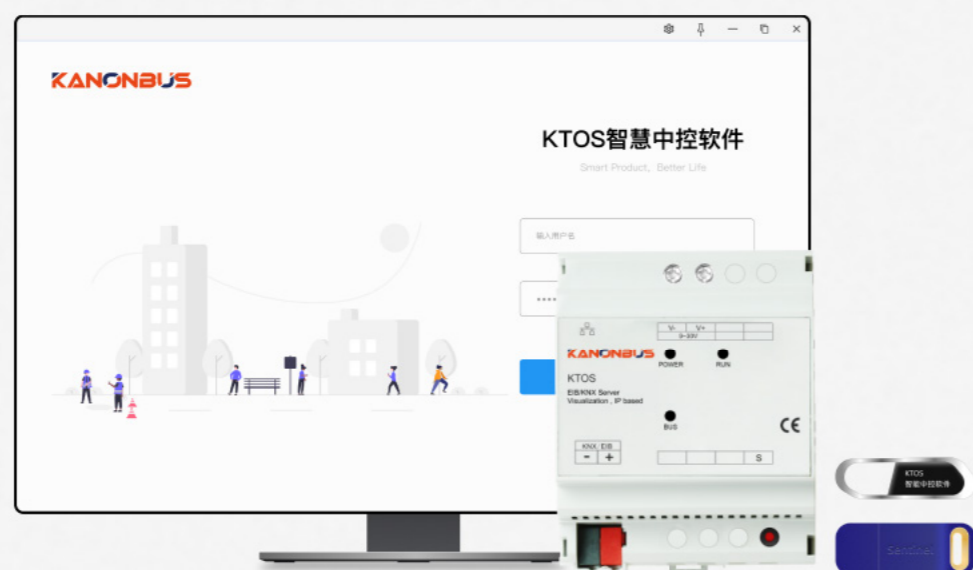 KANONBUS
KTOS智慧中控软件
Smart Product, Better Life
输入用户名
V- V+
9~30V
KANONBUS
POWER RUN
KTOS
EIB/KNX Server
Visualization , IP based
BUS
CE
KNX / EIB
- +
S
KTOS
智能中控软件
Sentinel